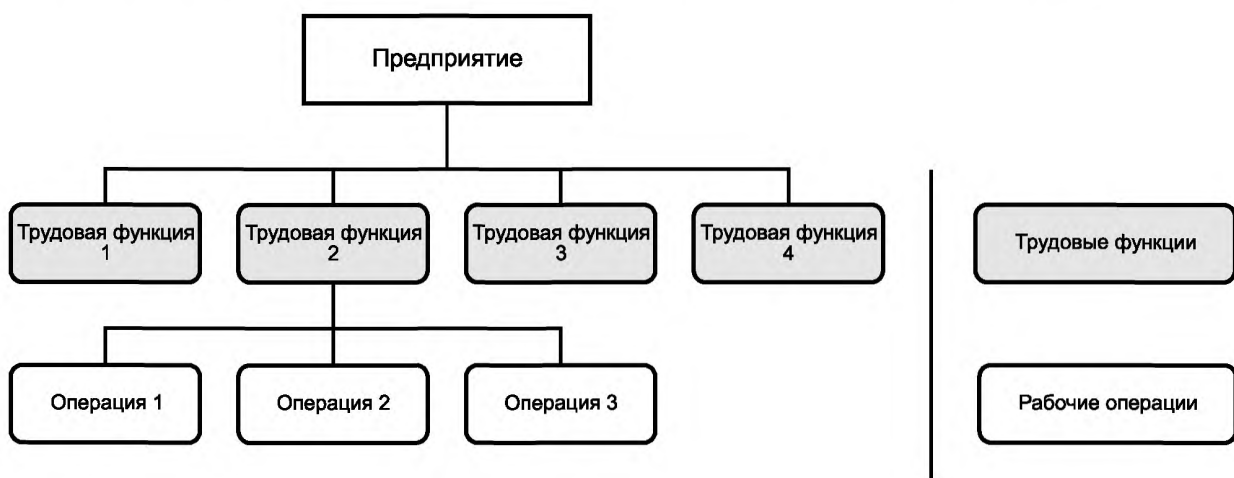 Предприятие
Трудовая функция
1
Трудовая функция
2
Трудовая функция
3
Трудовая функция
4
Трудовые функции
Операция 1
Операция 2
Операция 3
Рабочие операции